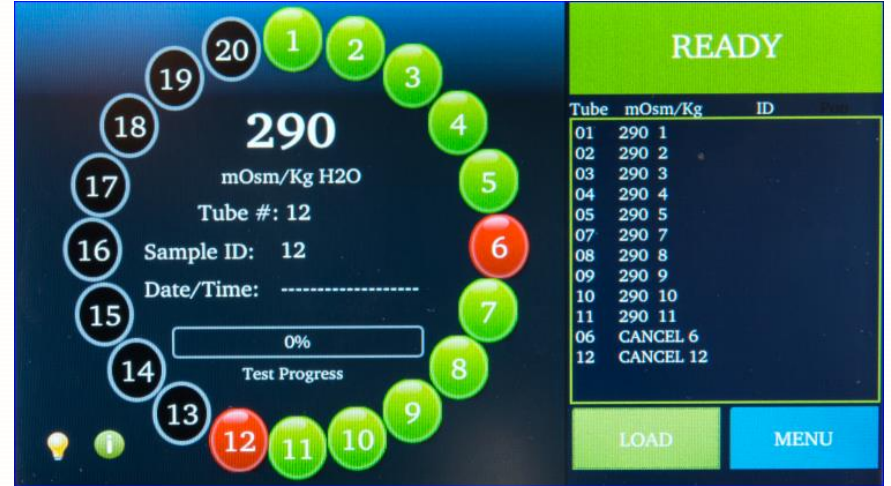 20
1
2
19
3
18
4
290
mOsm/Kg H2O
17
5
Tube #: 12
16
Sample ID: 12
6
Date/Time: -------------------
15
7
0%
14
Test Progress
8
13
9
12
11
10
READY
Tube mOsm/Kg ID
01 290 1
02 290 2
03 290 3
04 290 4
05 290 5
07 290 7
08 290 8
09 290 9
10 290 10
11 290 11
06 CANCEL 6
12 CANCEL 12
LOAD
MENU